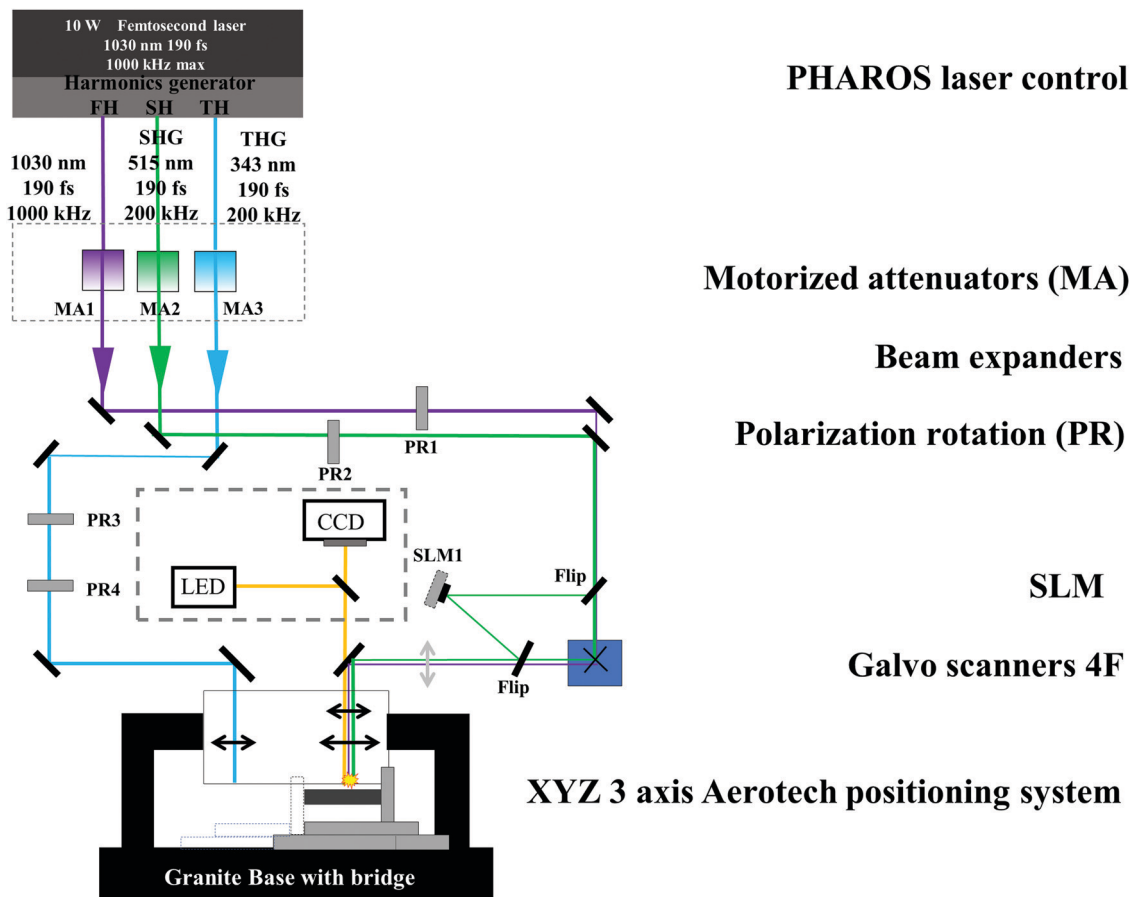 10 W Femtosecond laser
1030 nm 190 fs
1000 kHz max
Harmonics generator
FH SH TH
PHAROS laser control
1030 nm
190 fs
1000 kHz
SHG
515 nm
190 fs
200 kHz
THG
343 nm
190 fs
200 kHz
MA1 MA2 MA3
Motorized attenuators (MA)
Beam expanders
PR1
PR2
Polarization rotation (PR)
PR3
PR4
CCD
LED
SLM1
Flip
SLM
Flip
Galvo scanners 4F
XYZ 3 axis Aerotech positioning system
Granite Base with bridge